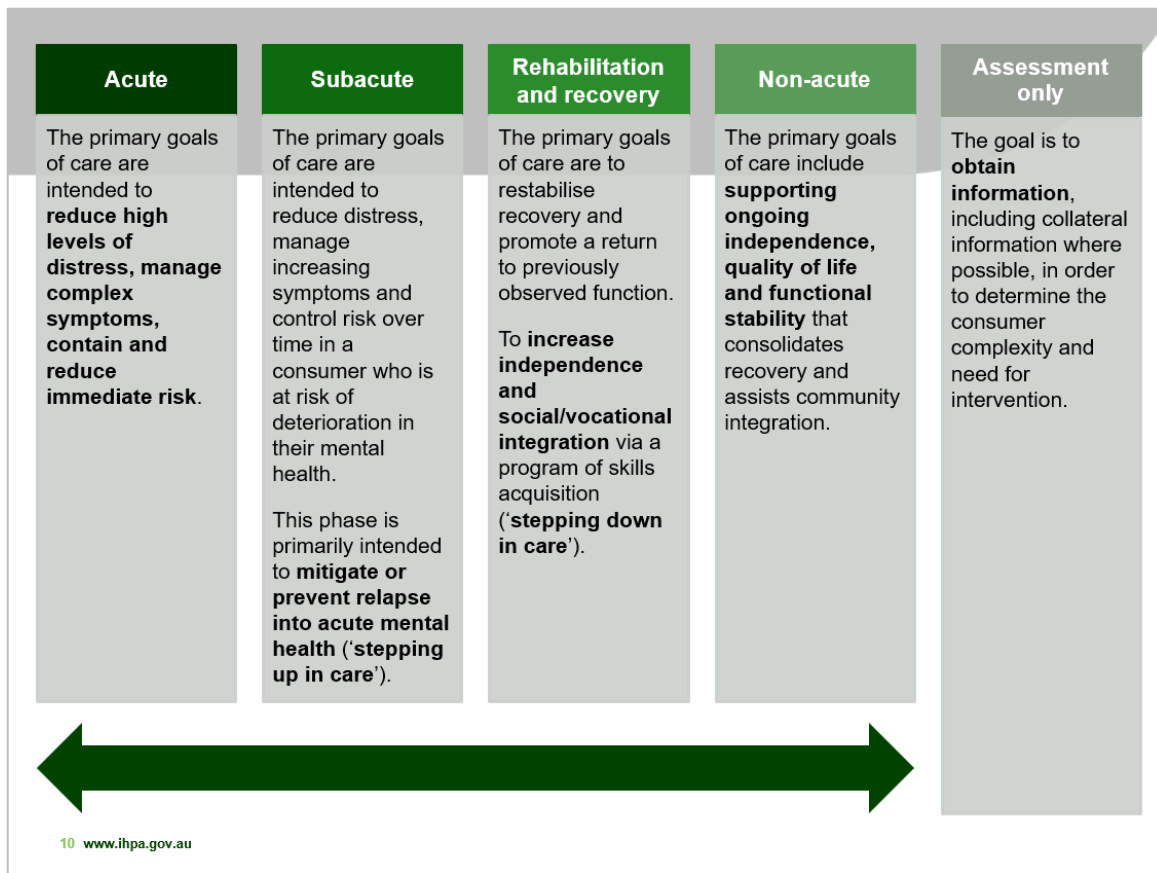 Acute
The primary goals
of care are
intended to
reduce high
levels of
distress, manage
complex
symptoms,
contain and
reduce
immediate risk.
Subacute
The primary goals
of care are
intended to
reduce distress,
manage
increasing
symptoms and
control risk over
time in a
consumer who is
at risk of
deterioration in
their mental
health.
This phase is
primarily intended
to mitigate or
prevent relapse
into acute mental
health (‘stepping
up in care’).
Rehabilitation
and recovery
The primary goals
of care are to
restabilise
recovery and
promote a return
to previously
observed function.
To increase
independence
and
social/vocational
integration via a
program of skills
acquisition
(‘stepping down
in care’).
Non-acute
The primary goals
of care include
supporting
ongoing
independence,
quality of life
and functional
stability that
consolidates
recovery and
assists community
integration.
Assessment
only
The goal is to
obtain
information,
including collateral
information where
possible, in order
to determine the
consumer
complexity and
need for
intervention.
10 www.ihpa.gov.au